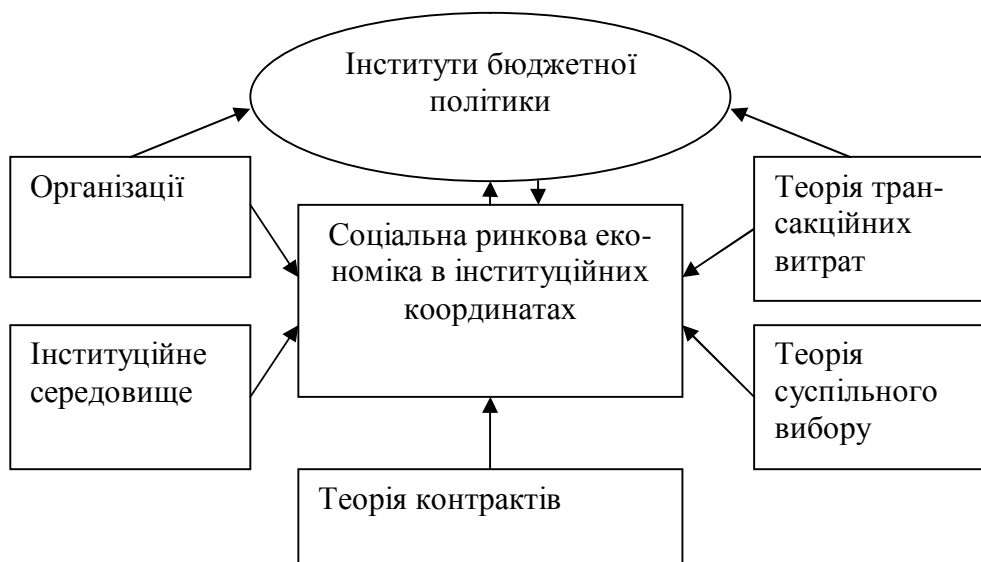 Інститути бюджетної
політики
Організації
Соціальна ринкова еко-
номіка в інституційних
координатах
Теорія тран-
сакційних
витрат
Інституційне
середовище
Теорія
суспільного
вибору
Теорія контрактів